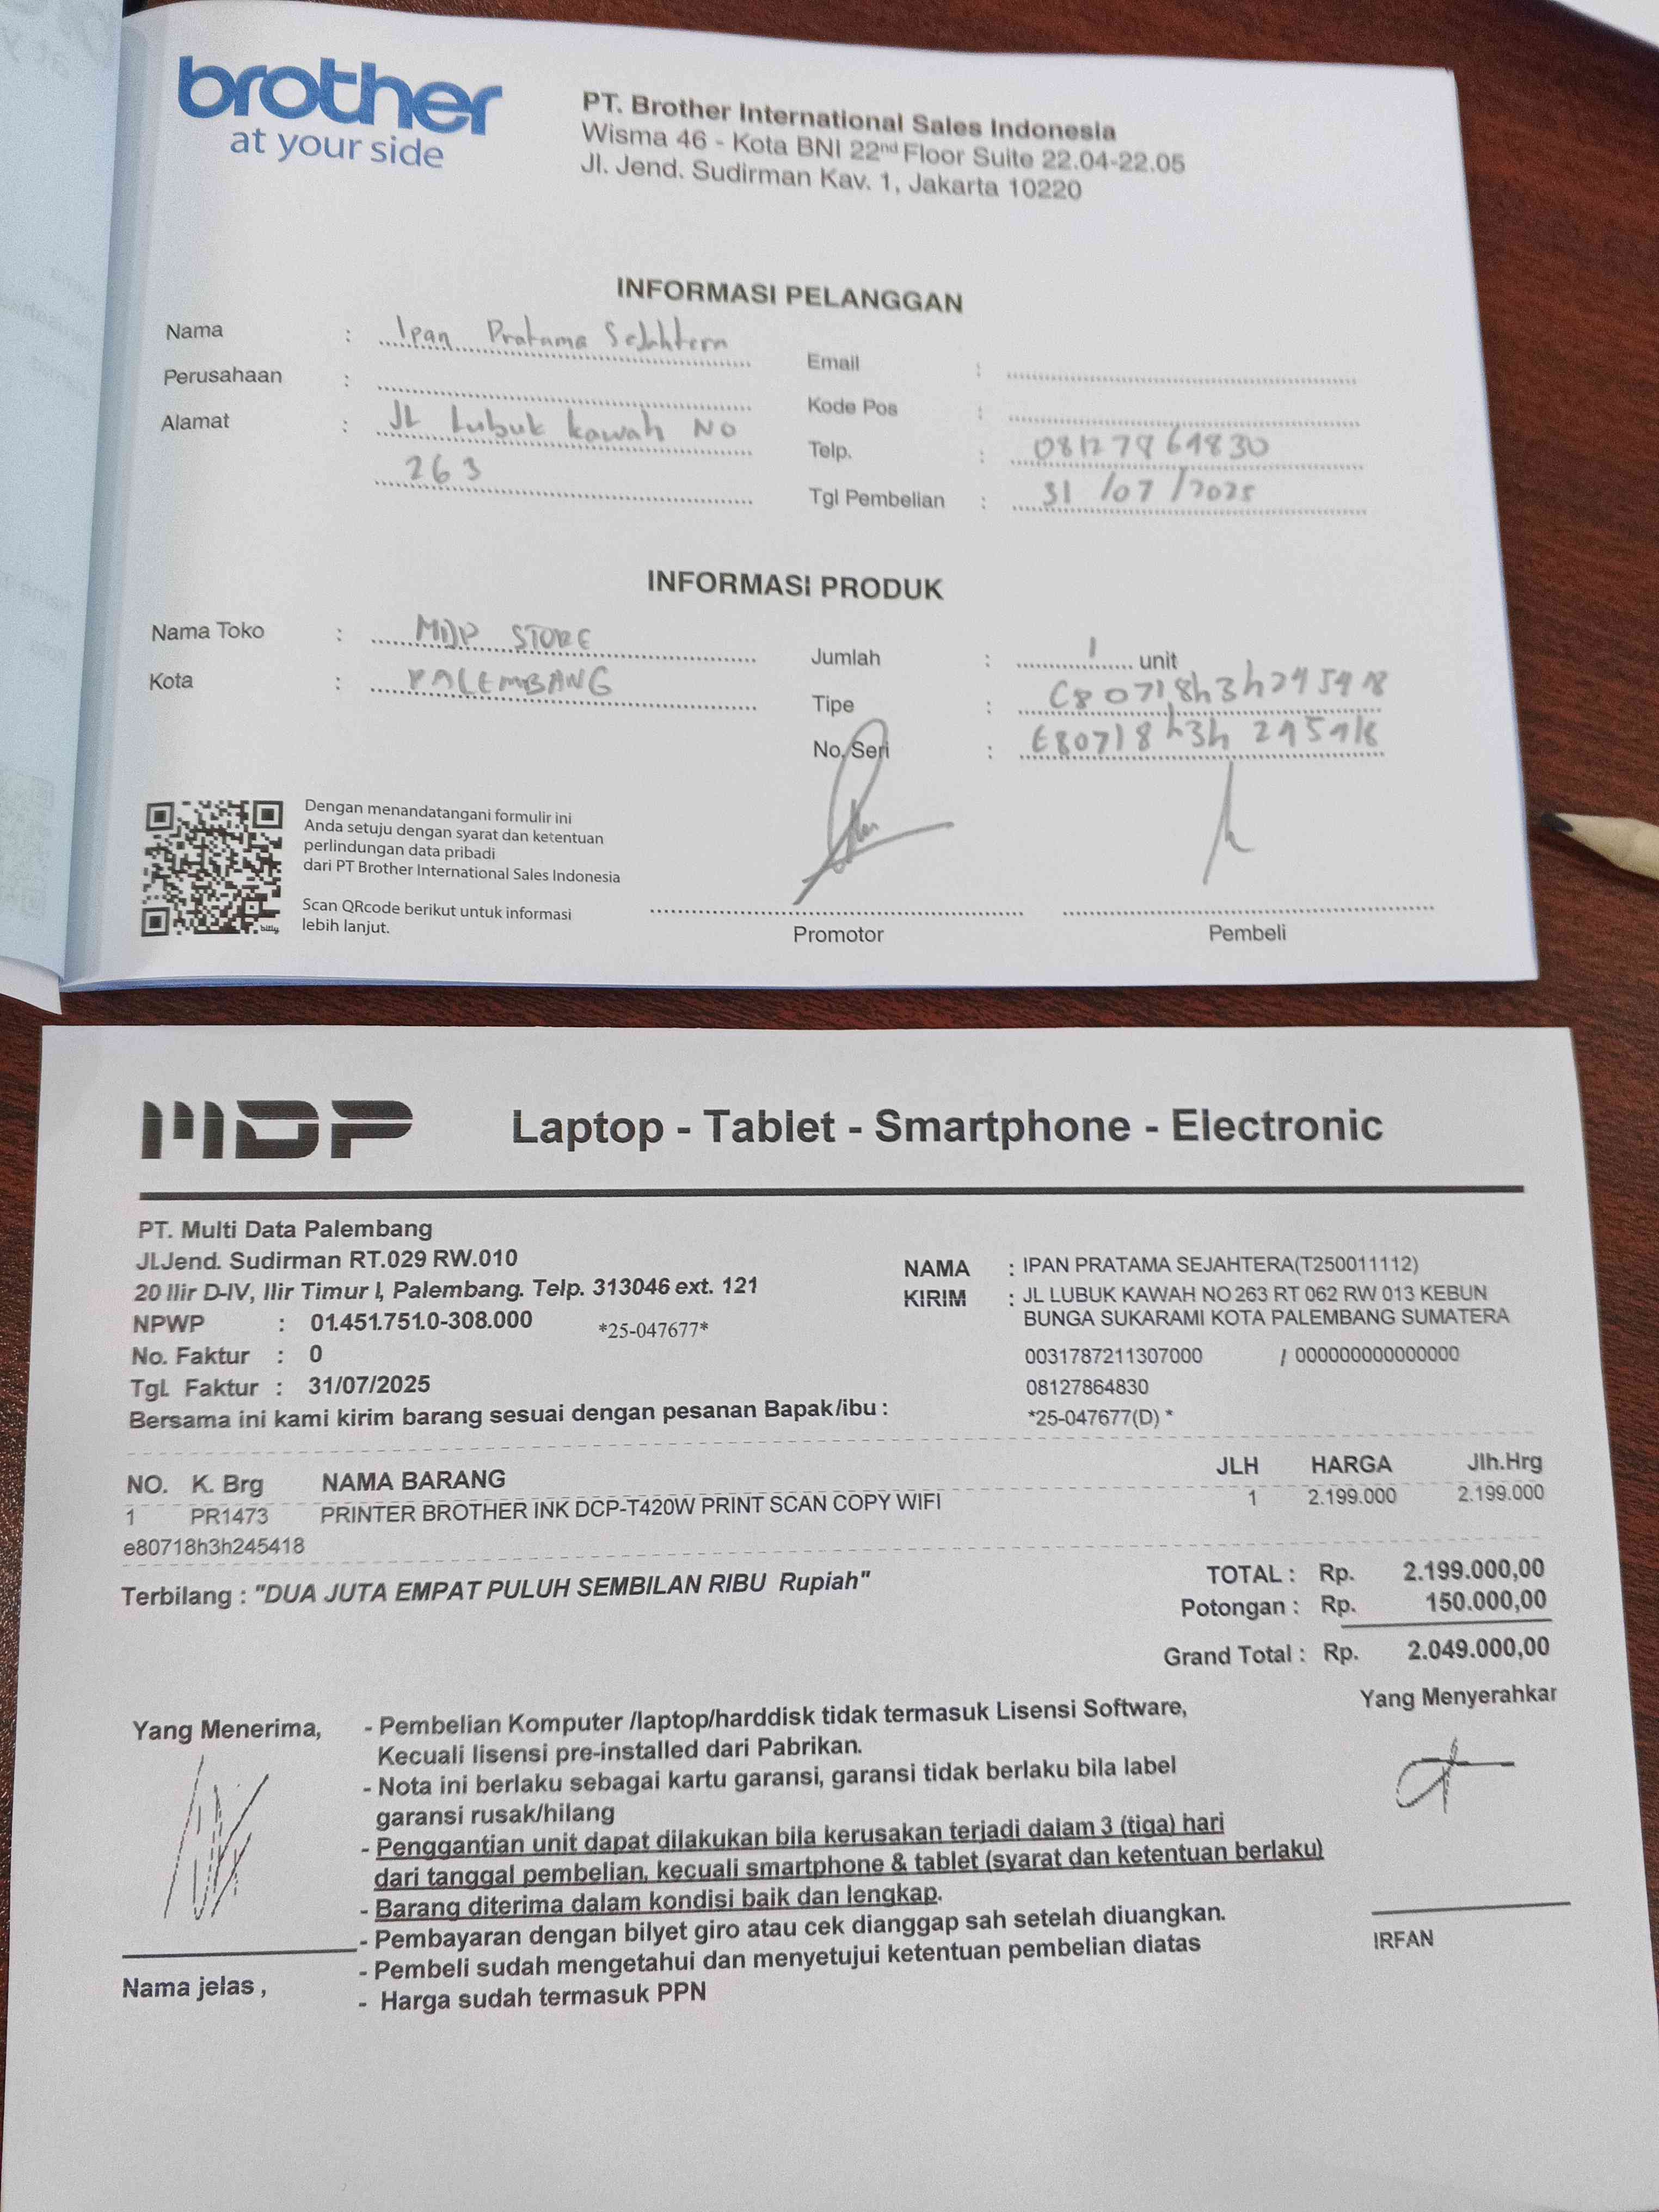 brother
at your side
PT. Brother International Sales Indonesia
Wisma 46 - Kota BNI 22nd Floor Suite 22.04-22.05
Jl. Jend. Sudirman Kav. 1, Jakarta 10220
INFORMASI PELANGGAN
Nama : Ipan Pratama Sejahtera
Perusahaan :
Alamat : JL Lubuk kawah NO
263
Email :
Kode Pos :
Telp. :
Tgl Pembelian : 31/07/2025
INFORMASI PRODUK
Nama Toko : MDP STORE
Kota : PALEMBANG
Jumlah : 1 unit
Tipe :
No. Seri :
Dengan menandatangani formulir ini
Anda setuju dengan syarat dan ketentuan
perlindungan data pribadi
dari PT Brother International Sales Indonesia
Scan QRcode berikut untuk informasi
lebih lanjut.
bitly
Promotor
Pembeli
MDP Laptop - Tablet - Smartphone - Electronic
PT. Multi Data Palembang
Jl.Jend. Sudirman RT.029 RW.010
20 Ilir D-IV, Ilir Timur I, Palembang. Telp. 313046 ext. 121
NPWP : 01.451.751.0-308.000 *25-047677*
No. Faktur : 0
Tgl. Faktur : 31/07/2025
Bersama ini kami kirim barang sesuai dengan pesanan Bapak/ibu :
NAMA : IPAN PRATAMA SEJAHTERA(T250011112)
KIRIM : JL LUBUK KAWAH NO 263 RT 062 RW 013 KEBUN
BUNGA SUKARAMI KOTA PALEMBANG SUMATERA
0031787211307000 / 000000000000000
08127864830
*25-047677(D) *
NO. K. Brg NAMA BARANG JLH HARGA Jlh.Hrg
1 PR1473 PRINTER BROTHER INK DCP-T420W PRINT SCAN COPY WIFI 1 2.199.000 2.199.000
e80718h3h245418
Terbilang : "DUA JUTA EMPAT PULUH SEMBILAN RIBU Rupiah"
TOTAL : Rp. 2.199.000,00
Potongan : Rp. 150.000,00
Grand Total : Rp. 2.049.000,00
Yang Menerima,
- Pembelian Komputer /laptop/harddisk tidak termasuk Lisensi Software,
Kecuali lisensi pre-installed dari Pabrikan.
- Nota ini berlaku sebagai kartu garansi, garansi tidak berlaku bila label
garansi rusak/hilang
- Penggantian unit dapat dilakukan bila kerusakan terjadi dalam 3 (tiga) hari
dari tanggal pembelian, kecuali smartphone & tablet (syarat dan ketentuan berlaku)
- Barang diterima dalam kondisi baik dan lengkap.
- Pembayaran dengan bilyet giro atau cek dianggap sah setelah diuangkan.
- Pembeli sudah mengetahui dan menyetujui ketentuan pembelian diatas
- Harga sudah termasuk PPN
Nama jelas ,
Yang Menyerahkar
IRFAN